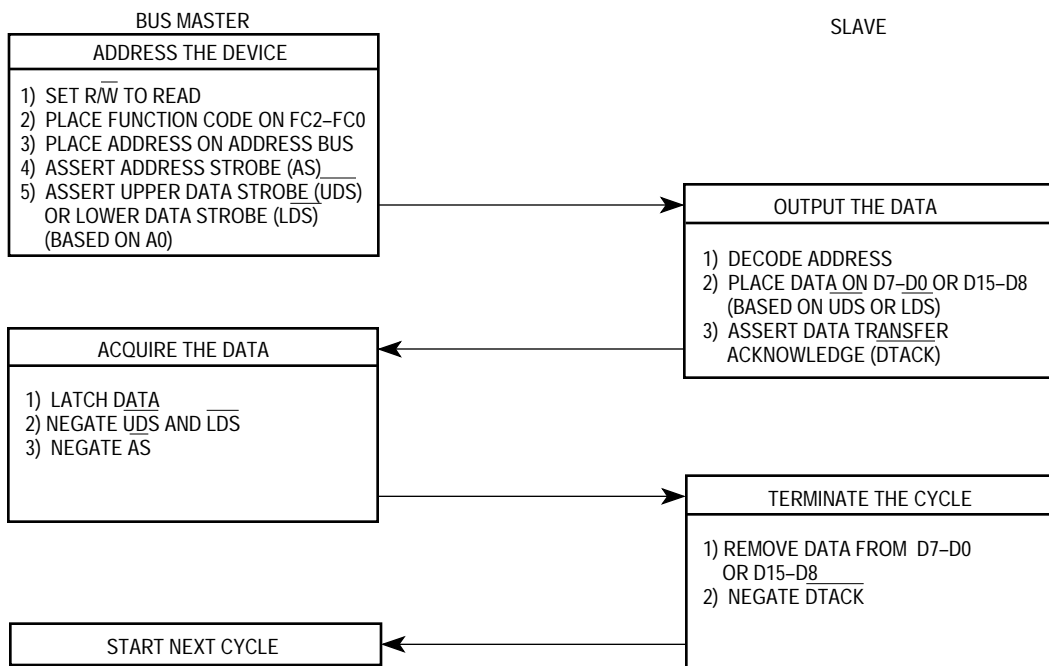 BUS MASTER
SLAVE
ADDRESS THE DEVICE
1) SET R/W̅ TO READ
2) PLACE FUNCTION CODE ON FC2–FC0
3) PLACE ADDRESS ON ADDRESS BUS
4) ASSERT ADDRESS STROBE (AS)
5) ASSERT UPPER DATA STROBE (UDS)
OR LOWER DATA STROBE (LDS)
(BASED ON A0)
OUTPUT THE DATA
1) DECODE ADDRESS
2) PLACE DATA ON D7–D0 OR D15–D8
(BASED ON UDS OR LDS)
3) ASSERT DATA TRANSFER
ACKNOWLEDGE (DTACK)
ACQUIRE THE DATA
1) LATCH DATA
2) NEGATE UDS AND LDS
3) NEGATE AS
TERMINATE THE CYCLE
1) REMOVE DATA FROM D7–D0
OR D15–D8
2) NEGATE DTACK
START NEXT CYCLE